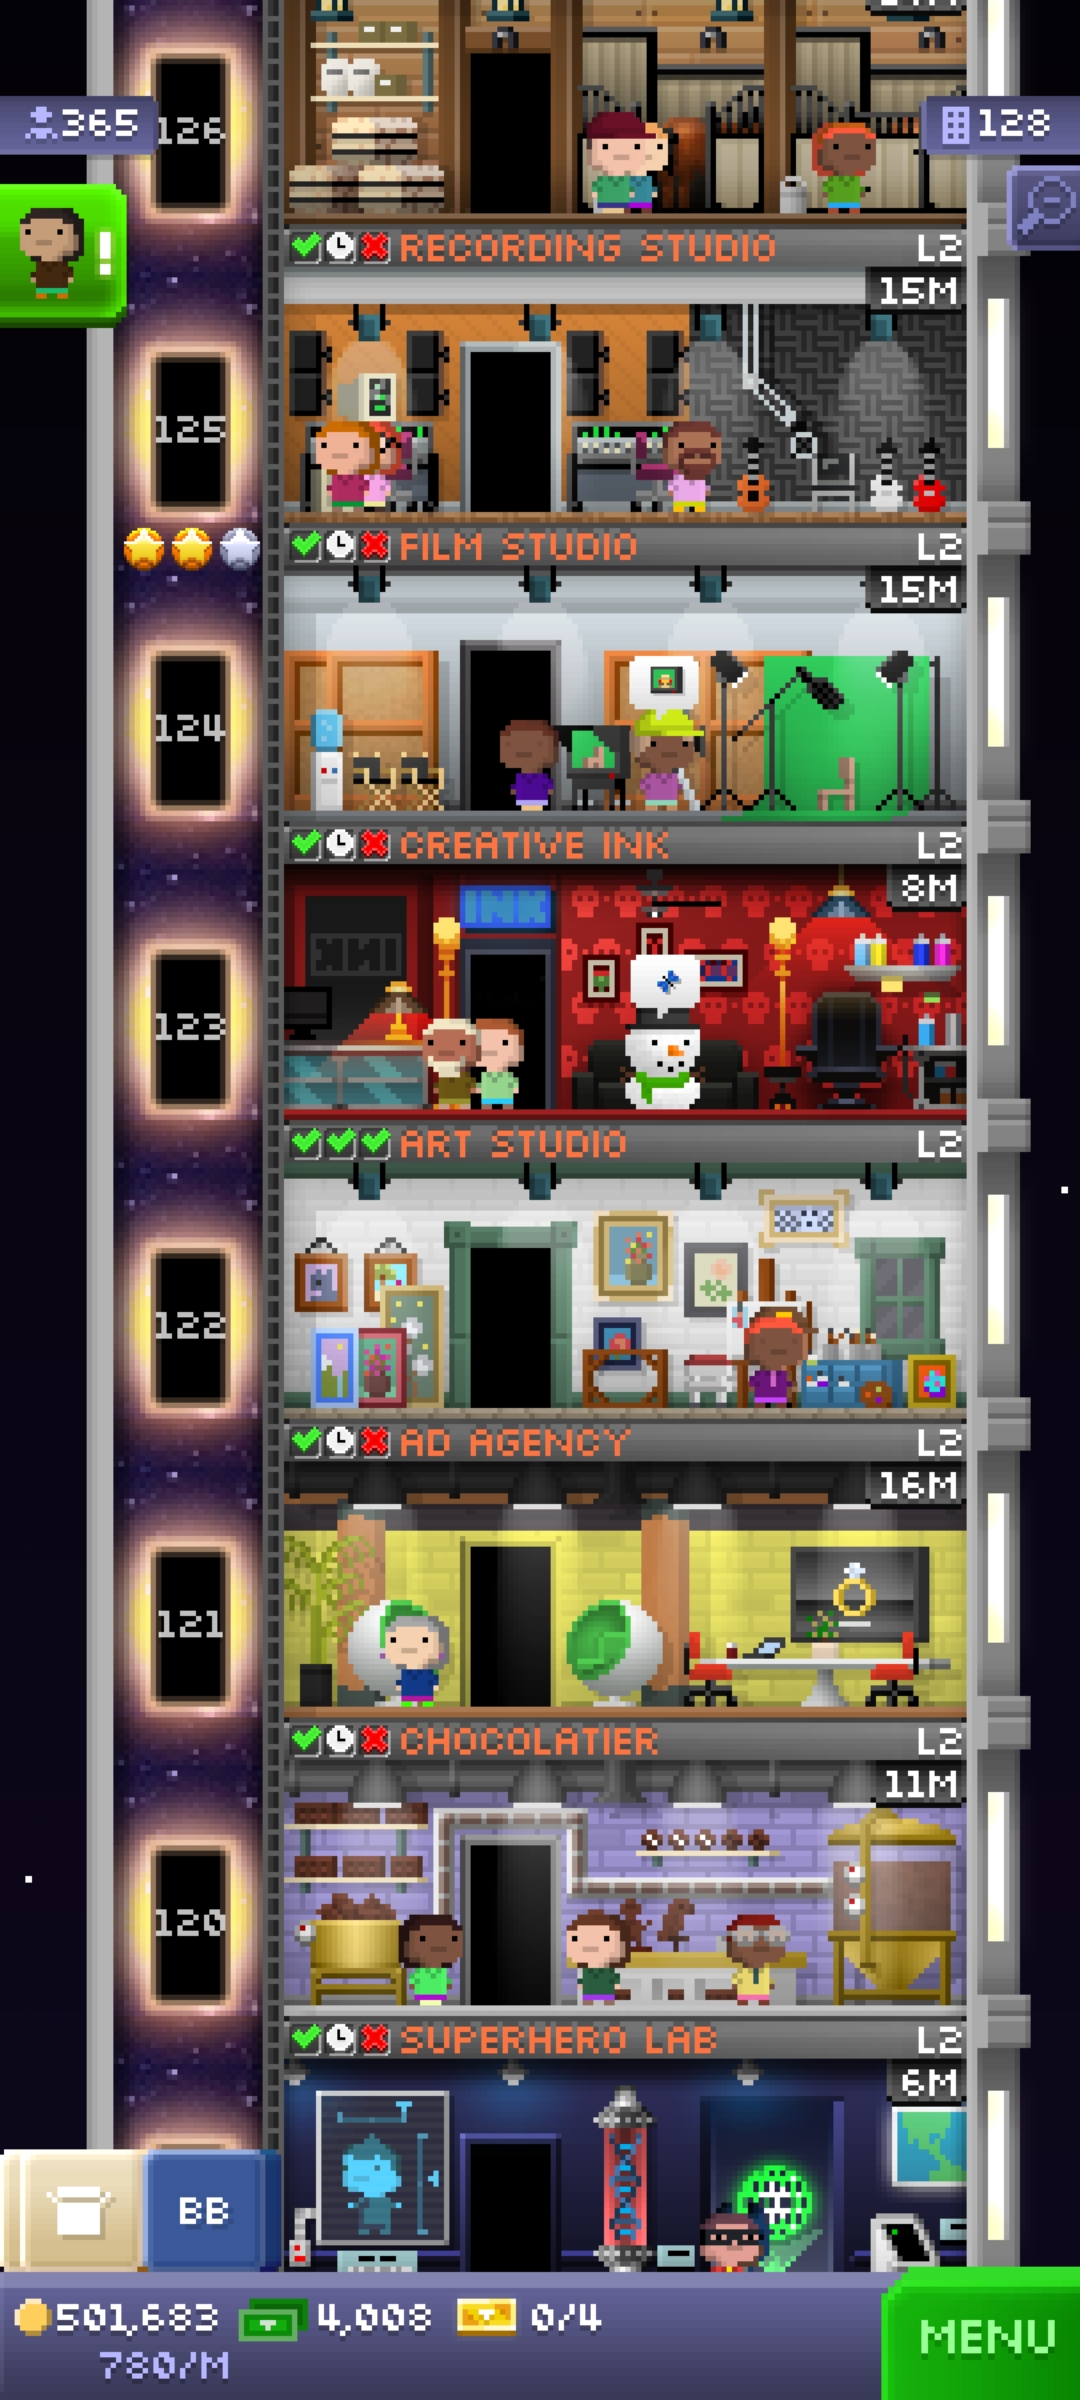 126
365
128
!
RECORDING STUDIO L2
15M
125
FILM STUDIO L2
15M
124
CREATIVE INK L2
8M
INK
123
ART STUDIO L2
122
AD AGENCY L2
16M
121
CHOCOLATIER L2
11M
120
SUPERHERO LAB L2
6M
BB
501,683 4,008 0/4
780/M
MENU